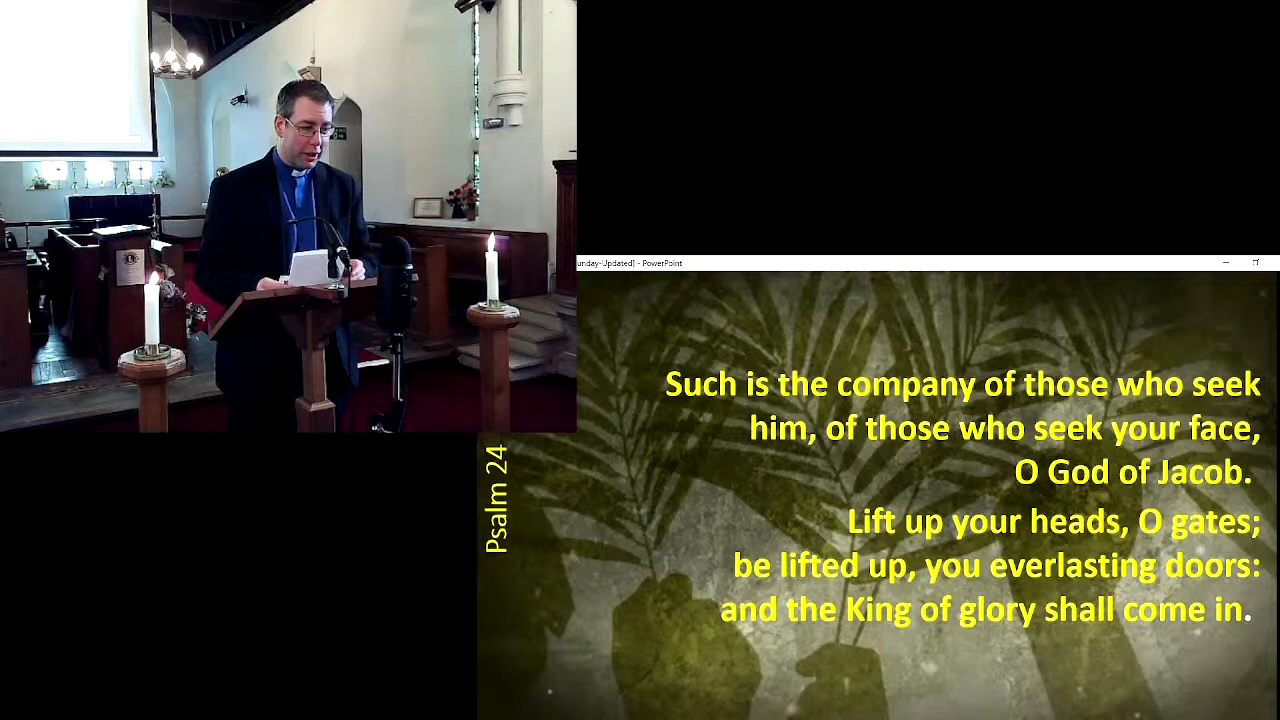 unday-Updated] - PowerPoint
Such is the company of those who seek
him, of those who seek your face,
O God of Jacob.
Lift up your heads, O gates;
be lifted up, you everlasting doors:
and the King of glory shall come in.
Psalm 24